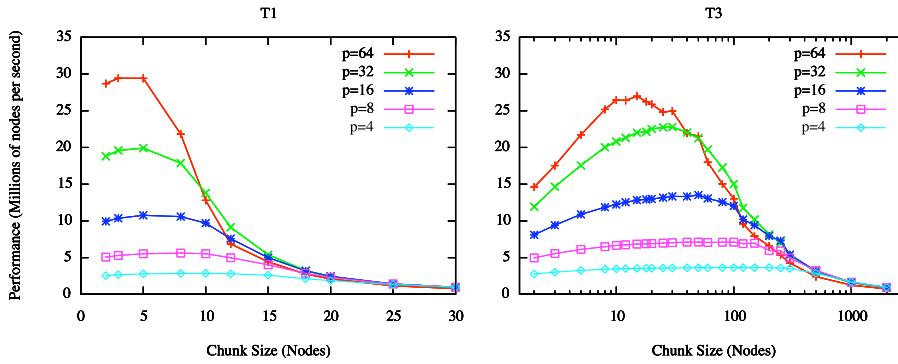 T1
T3
Performance (Millions of nodes per second)
35
30
25
20
15
10
5
0
0
5
10
15
20
25
30
p=64
p=32
p=16
p=8
p=4
Chunk Size (Nodes)
35
30
25
20
15
10
5
0
10
100
1000
p=64
p=32
p=16
p=8
p=4
Chunk Size (Nodes)